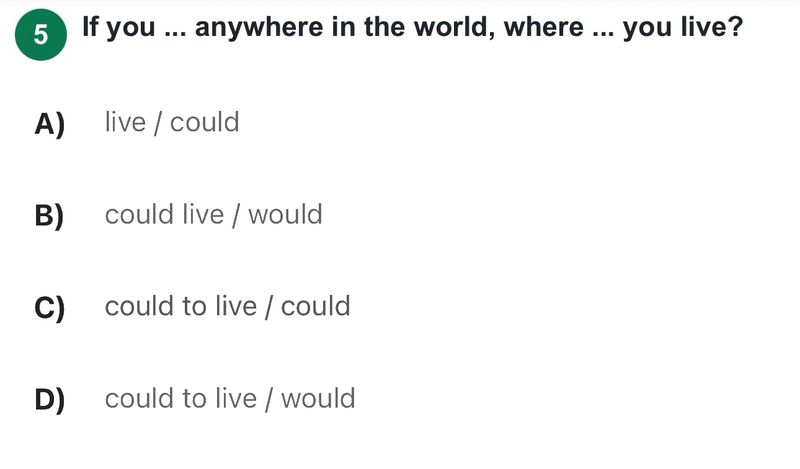 5 If you ... anywhere in the world, where ... you live?
A) live / could
B) could live / would
C) could to live / could
D) could to live / would